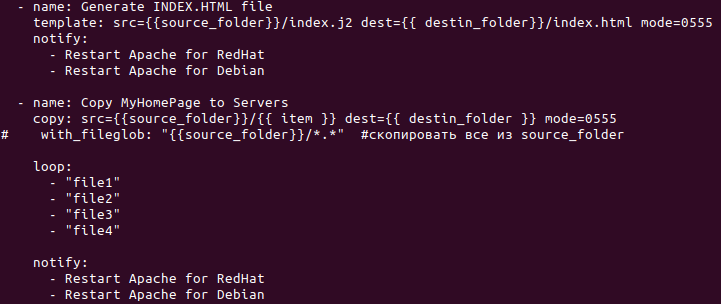 - name: Generate INDEX.HTML file
template: src={{source_folder}}/index.j2 dest={{ destin_folder}}/index.html mode=0555
notify:
- Restart Apache for RedHat
- Restart Apache for Debian
- name: Copy MyHomePage to Servers
copy: src={{source_folder}}/{{ item }} dest={{ destin_folder }} mode=0555
#    with_fileglob: "{{source_folder}}/*.*"  #скопировать все из source_folder
loop:
- "file1"
- "file2"
- "file3"
- "file4"
notify:
- Restart Apache for RedHat
- Restart Apache for Debian